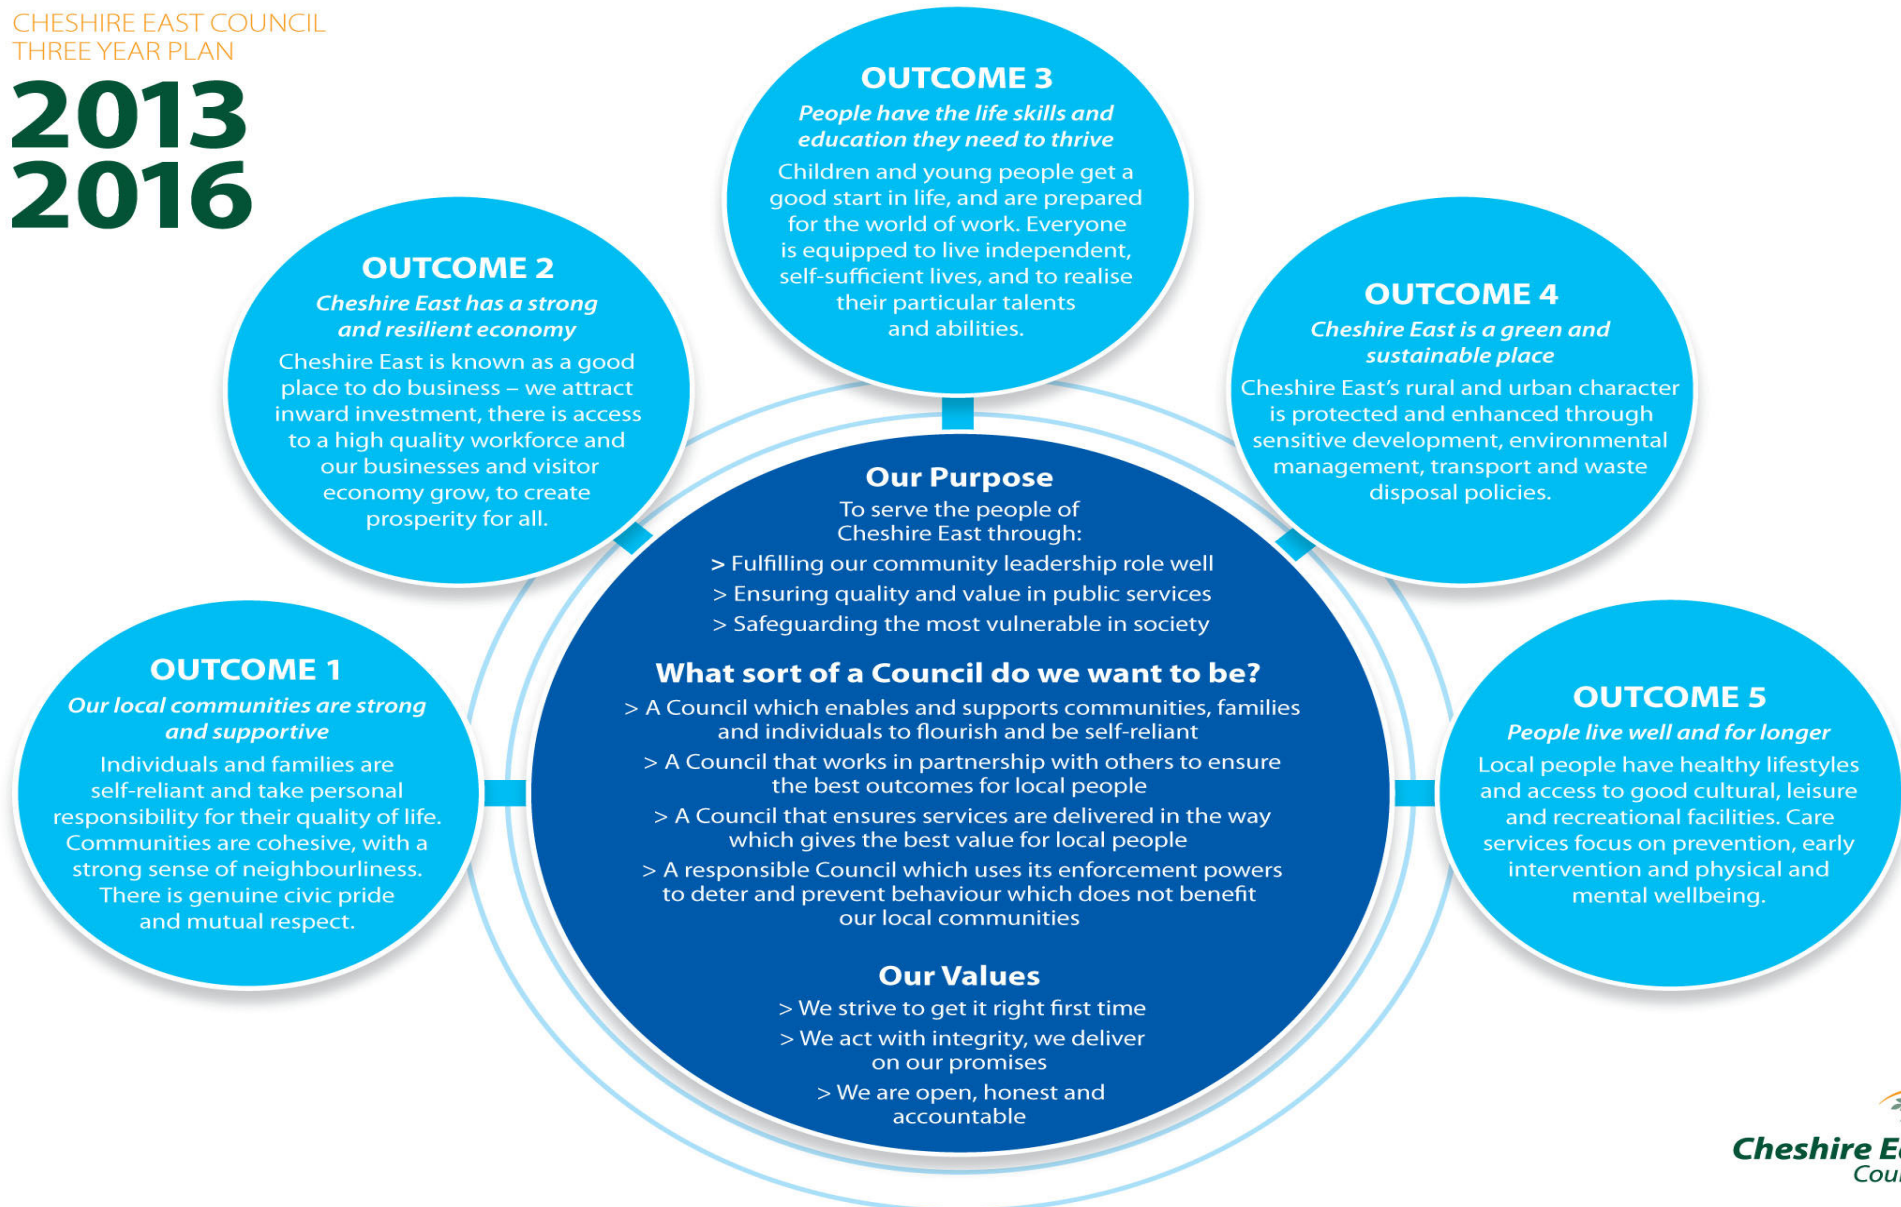 CHESHIRE EAST COUNCIL
THREE YEAR PLAN
2013
2016
OUTCOME 1
Our local communities are strong
and supportive
Individuals and families are
self-reliant and take personal
responsibility for their quality of life.
Communities are cohesive, with a
strong sense of neighbourliness.
There is genuine civic pride
and mutual respect.
OUTCOME 2
Cheshire East has a strong
and resilient economy
Cheshire East is known as a good
place to do business – we attract
inward investment, there is access
to a high quality workforce and
our businesses and visitor
economy grow, to create
prosperity for all.
OUTCOME 3
People have the life skills and
education they need to thrive
Children and young people get a
good start in life, and are prepared
for the world of work. Everyone
is equipped to live independent,
self-sufficient lives, and to realise
their particular talents
and abilities.
OUTCOME 4
Cheshire East is a green and
sustainable place
Cheshire East’s rural and urban character
is protected and enhanced through
sensitive development, environmental
management, transport and waste
disposal policies.
OUTCOME 5
People live well and for longer
Local people have healthy lifestyles
and access to good cultural, leisure
and recreational facilities. Care
services focus on prevention, early
intervention and physical and
mental wellbeing.
Our Purpose
To serve the people of
Cheshire East through:
> Fulfilling our community leadership role well
> Ensuring quality and value in public services
> Safeguarding the most vulnerable in society
What sort of a Council do we want to be?
> A Council which enables and supports communities, families
and individuals to flourish and be self-reliant
> A Council that works in partnership with others to ensure
the best outcomes for local people
> A Council that ensures services are delivered in the way
which gives the best value for local people
> A responsible Council which uses its enforcement powers
to deter and prevent behaviour which does not benefit
our local communities
Our Values
> We strive to get it right first time
> We act with integrity, we deliver
on our promises
> We are open, honest and
accountable
Cheshire